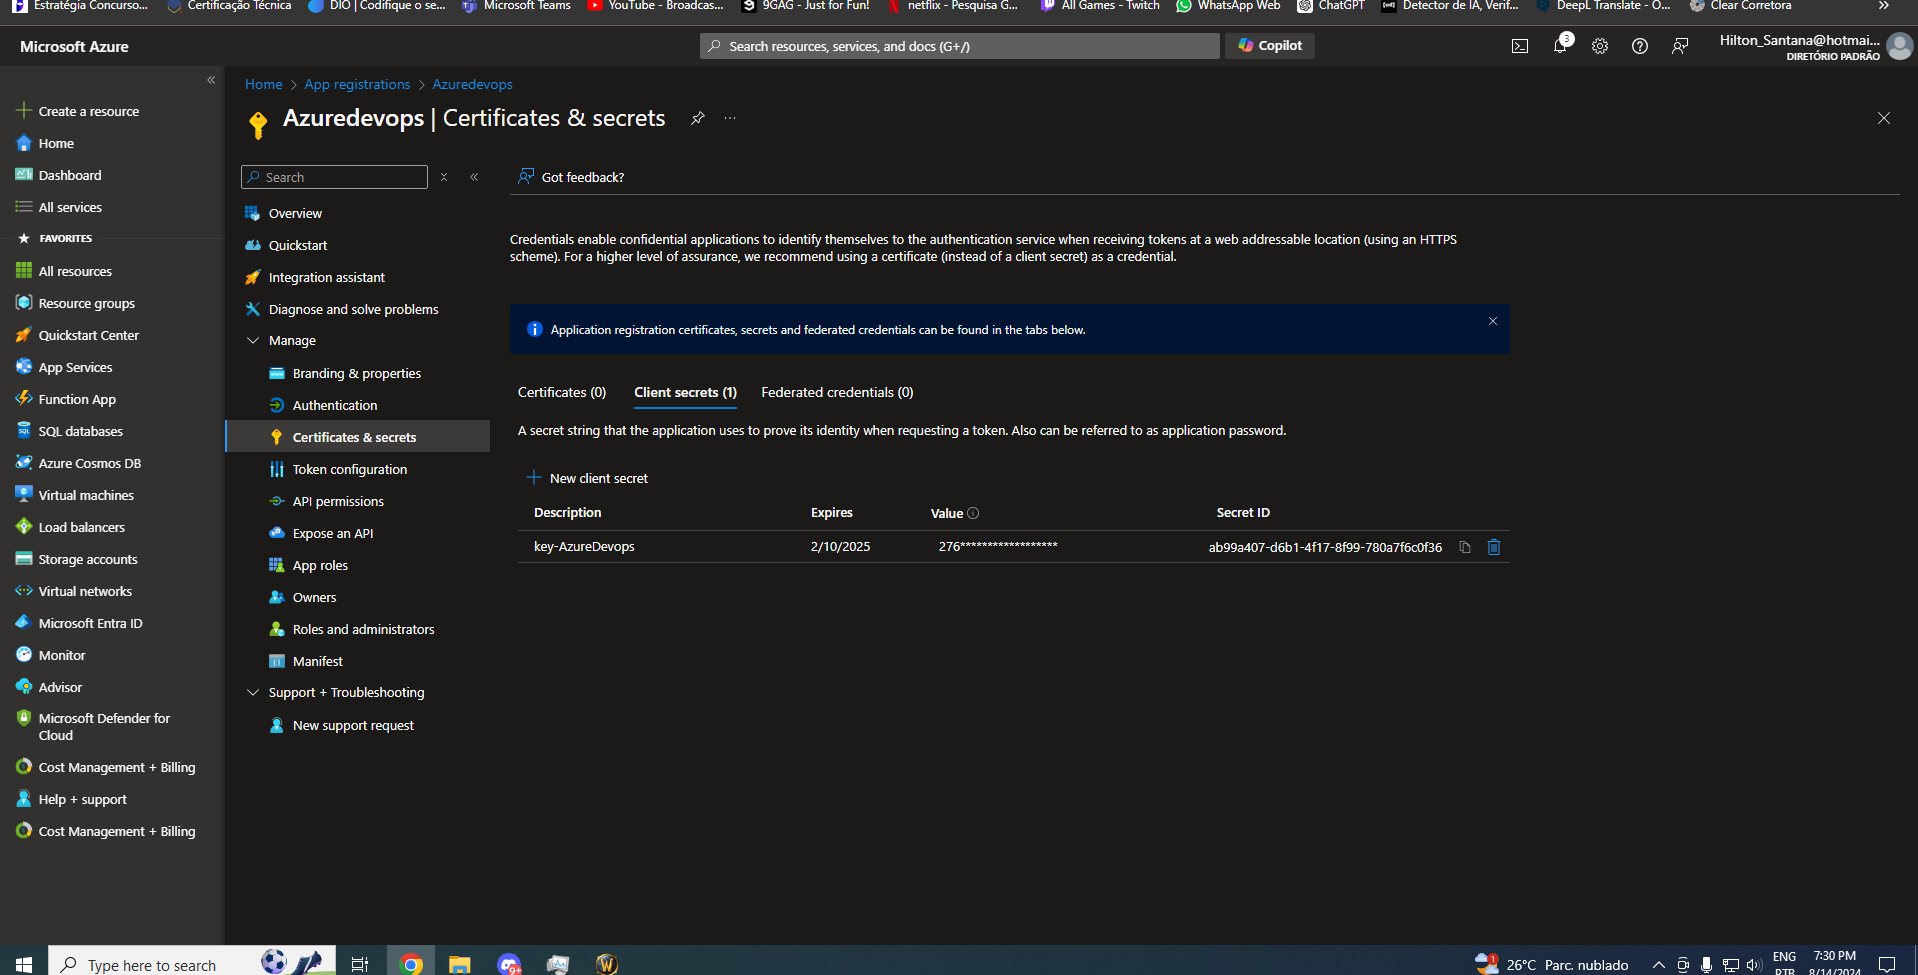 Estratégia Concurso... Certificação Técnica DIO | Codifique o se... Microsoft Teams YouTube - Broadcas... 9GAG - Just for Fun! netflix - Pesquisa G... All Games - Twitch WhatsApp Web ChatGPT Detector de IA, Verif... DeepL Translate - O... Clear Corretora
Microsoft Azure
Search resources, services, and docs (G+/)
Copilot
3
Hilton_Santana@hotmai...
DIRETÓRIO PADRÃO
Create a resource
Home
Dashboard
All services
FAVORITES
All resources
Resource groups
Quickstart Center
App Services
Function App
SQL databases
Azure Cosmos DB
Virtual machines
Load balancers
Storage accounts
Virtual networks
Microsoft Entra ID
Monitor
Advisor
Microsoft Defender for
Cloud
Cost Management + Billing
Help + support
Cost Management + Billing
Home > App registrations > Azuredevops
Azuredevops | Certificates & secrets
Search
Overview
Quickstart
Integration assistant
Diagnose and solve problems
Manage
Branding & properties
Authentication
Certificates & secrets
Token configuration
API permissions
Expose an API
App roles
Owners
Roles and administrators
Manifest
Support + Troubleshooting
New support request
Got feedback?
Credentials enable confidential applications to identify themselves to the authentication service when receiving tokens at a web addressable location (using an HTTPS
scheme). For a higher level of assurance, we recommend using a certificate (instead of a client secret) as a credential.
Application registration certificates, secrets and federated credentials can be found in the tabs below.
Certificates (0) Client secrets (1) Federated credentials (0)
A secret string that the application uses to prove its identity when requesting a token. Also can be referred to as application password.
New client secret
Description Expires Value Secret ID
key-AzureDevops 2/10/2025 276****************** ab99a407-d6b1-4f17-8f99-780a7f6c0f36
Type here to search
9+
1
26°C Parc. nublado
ENG
PTB
7:30 PM
8/14/2024